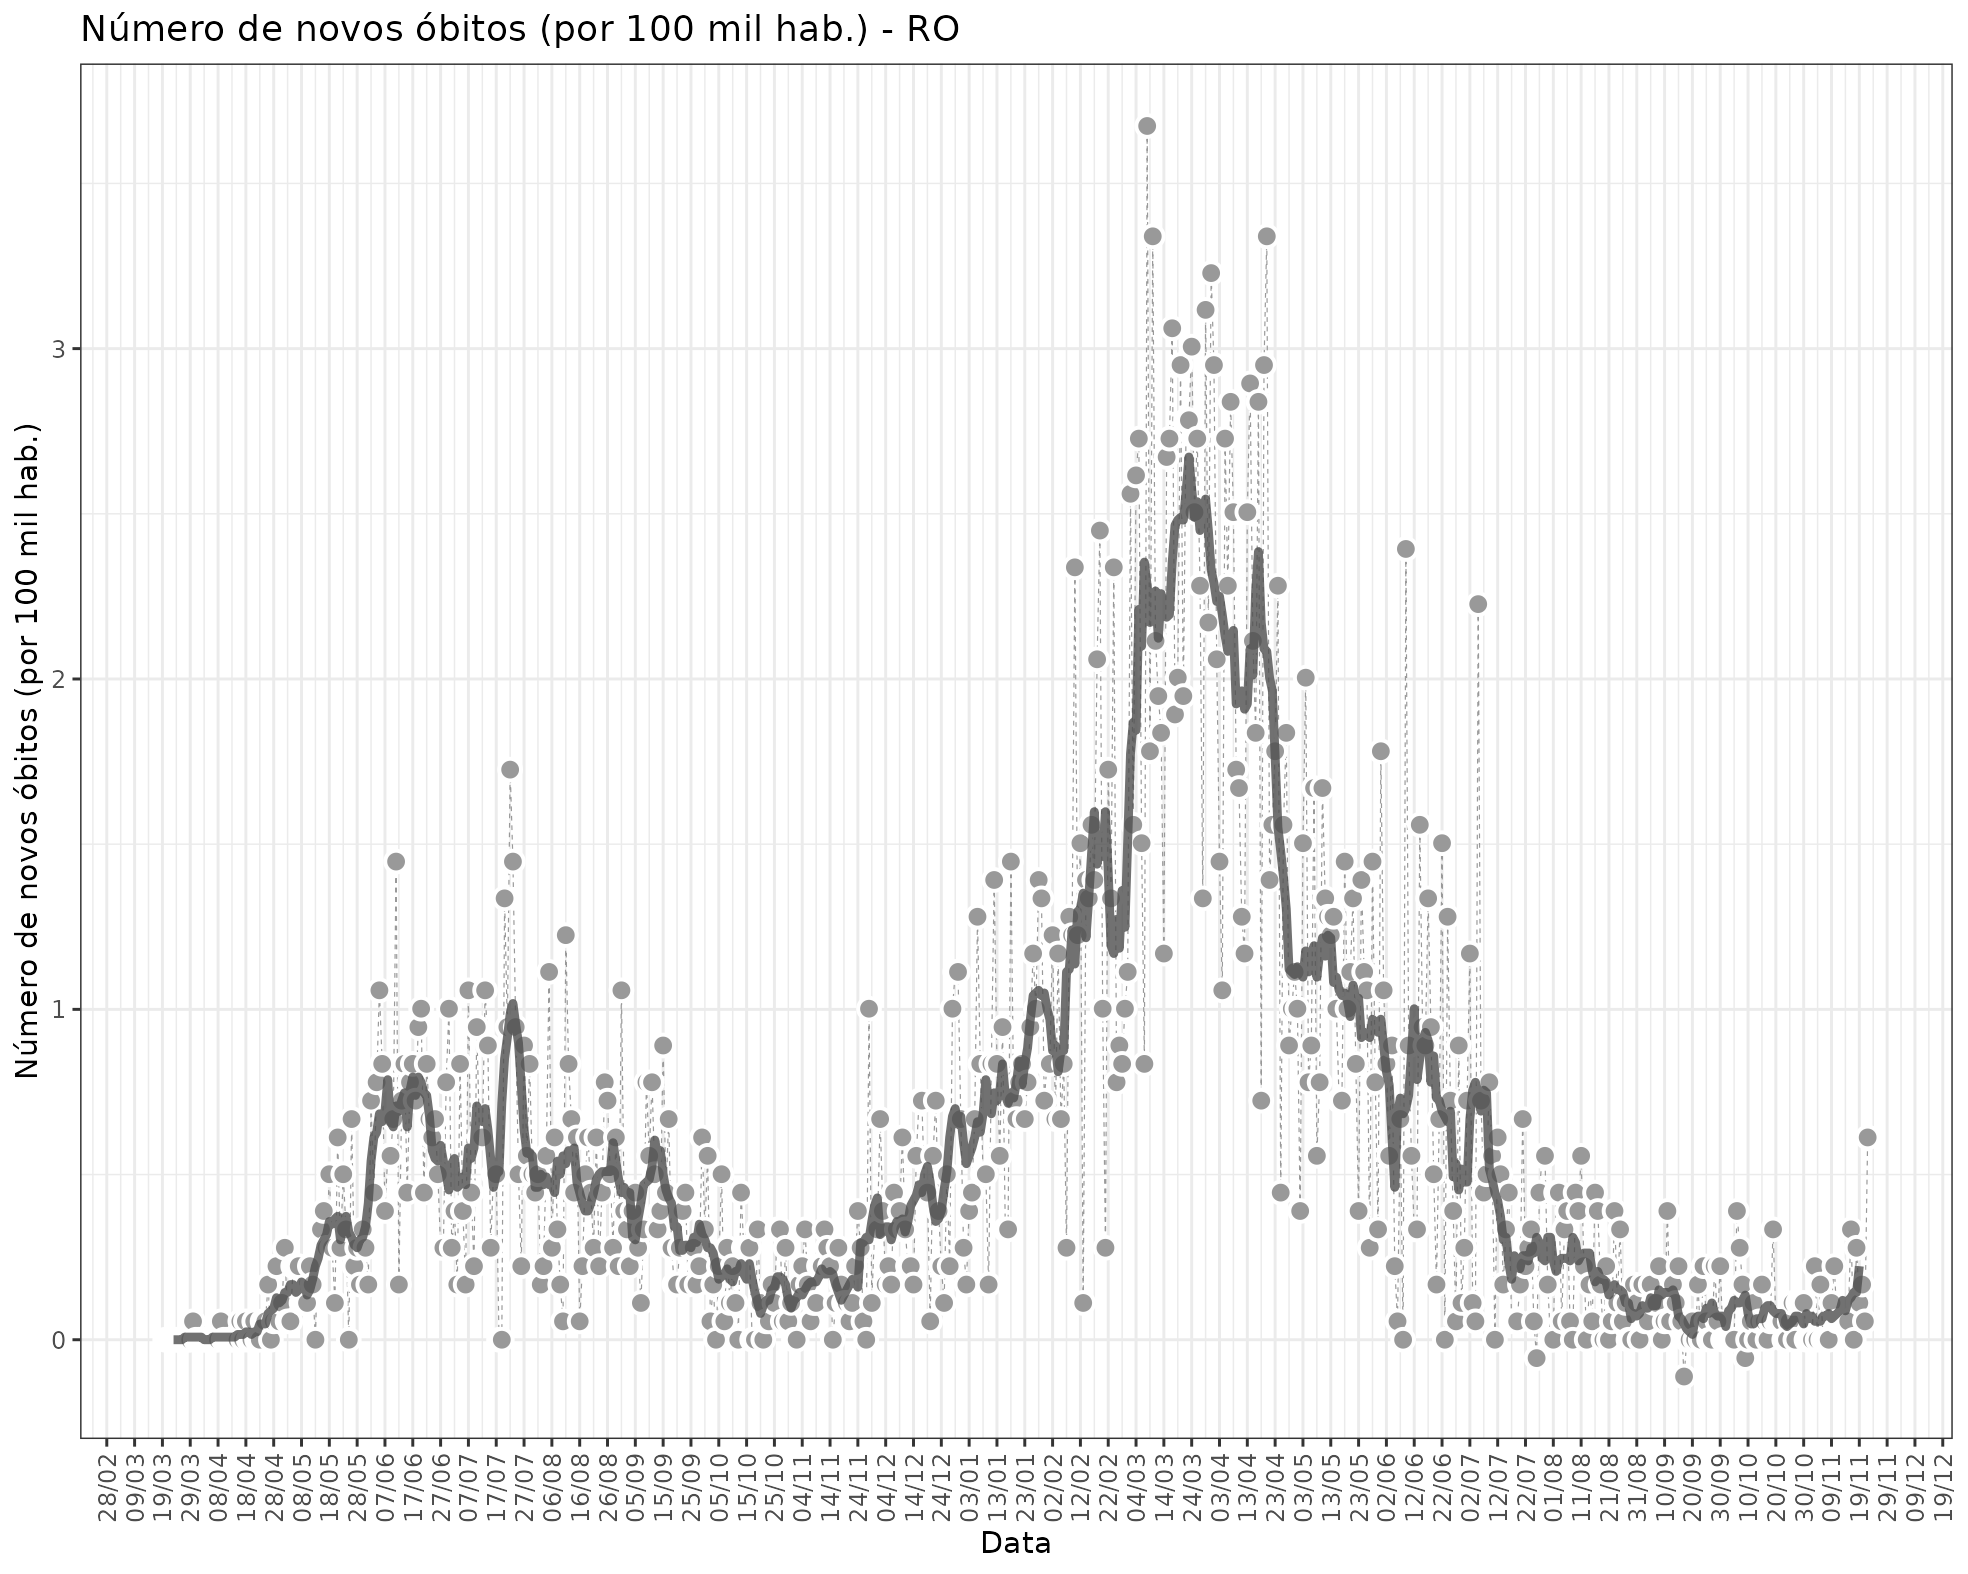 Número de novos óbitos (por 100 mil hab.) - RO
Número de novos óbitos (por 100 mil hab.)
3
2
1
0
28/02 09/03 19/03 29/03 08/04 18/04 28/04 08/05 18/05 28/05 07/06 17/06 27/06 07/07 17/07 27/07 06/08 16/08 26/08 05/09 15/09 25/09 05/10 15/10 25/10 04/11 14/11 24/11 04/12 14/12 24/12 03/01 13/01 23/01 02/02 12/02 22/02 04/03 14/03 24/03 03/04 13/04 23/04 03/05 13/05 23/05 02/06 12/06 22/06 02/07 12/07 22/07 01/08 11/08 21/08 31/08 10/09 20/09 30/09 10/10 20/10 30/10 09/11 19/11 29/11 09/12 19/12
Data